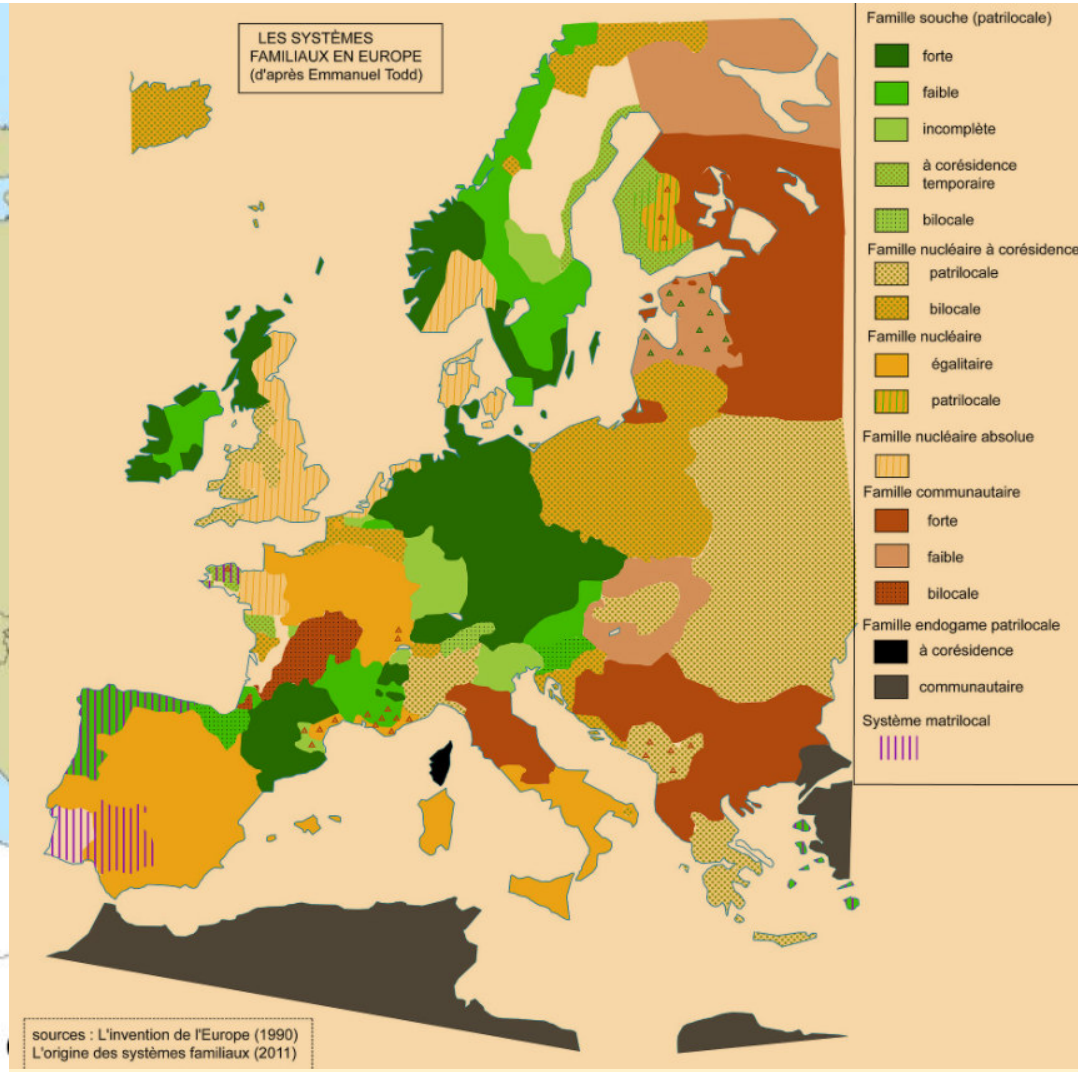 LES SYSTÈMES
FAMILIAUX EN EUROPE
(d'après Emmanuel Todd)
Famille souche (patrilocale)
forte
faible
incomplète
à corésidence
temporaire
bilocale
Famille nucléaire à corésidence
patrilocale
bilocale
Famille nucléaire
égalitaire
patrilocale
Famille nucléaire absolue
Famille communautaire
forte
faible
bilocale
Famille endogame patrilocale
à corésidence
communautaire
Système matrilocal
sources : L'invention de l'Europe (1990)
L'origine des systèmes familiaux (2011)